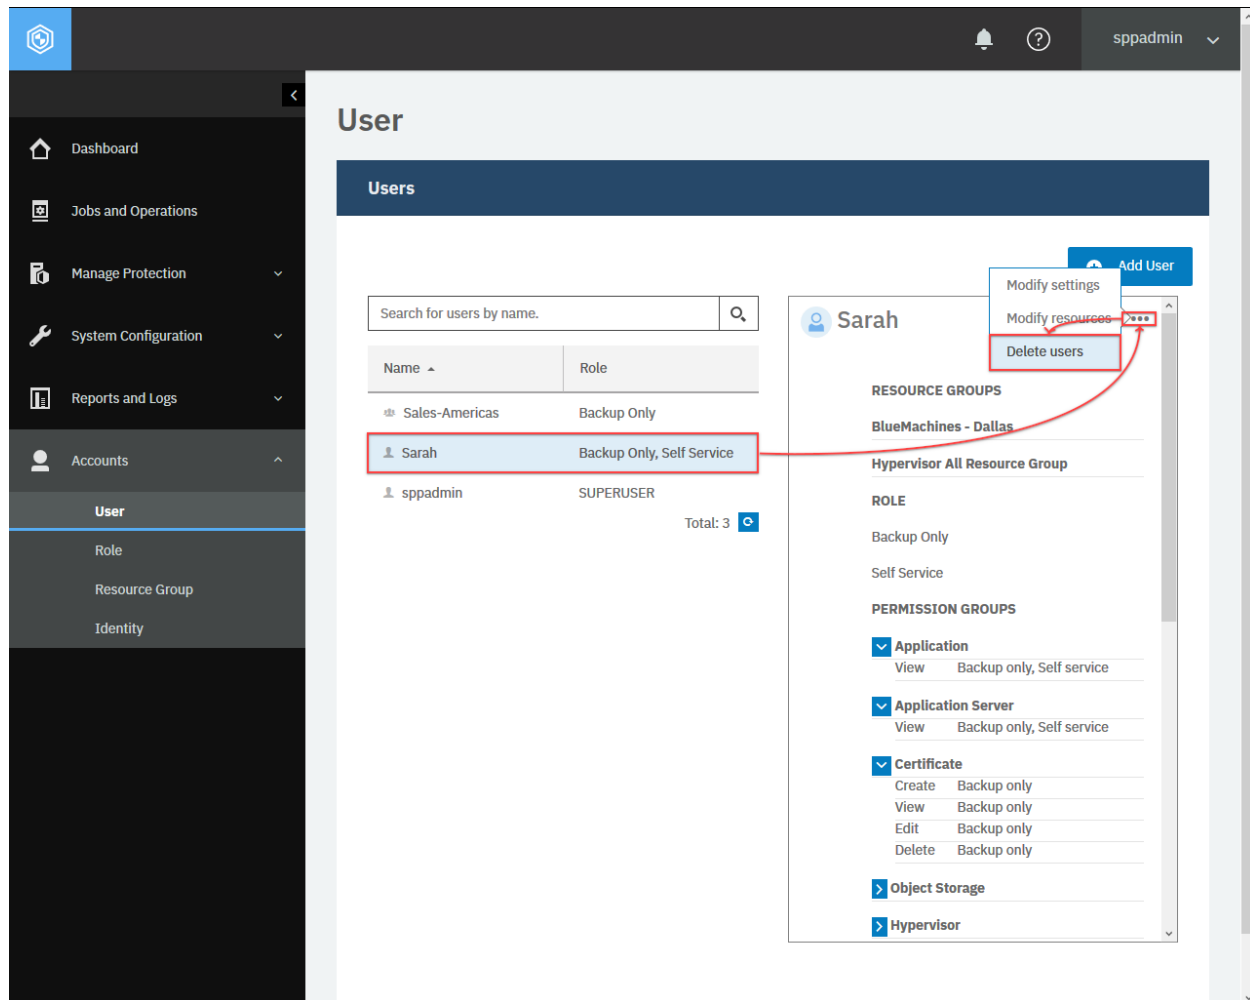 sppadmin
Dashboard
Jobs and Operations
Manage Protection
System Configuration
Reports and Logs
Accounts
User
Role
Resource Group
Identity
User
Users
Add User
Search for users by name.
Name Role
Sales-Americas Backup Only
Sarah Backup Only, Self Service
sppadmin SUPERUSER
Total: 3
Modify settings
Modify resources
Delete users
Sarah
RESOURCE GROUPS
BlueMachines - Dallas
Hypervisor All Resource Group
ROLE
Backup Only
Self Service
PERMISSION GROUPS
Application
View Backup only, Self service
Application Server
View Backup only, Self service
Certificate
Create Backup only
View Backup only
Edit Backup only
Delete Backup only
Object Storage
Hypervisor